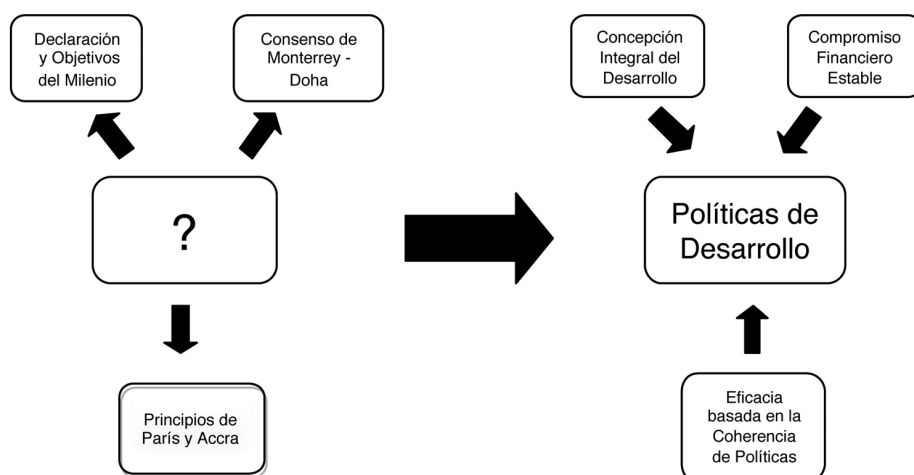 Declaración
y Objetivos
del Milenio
Consenso de
Monterrey -
Doha
Concepción
Integral del
Desarrollo
Compromiso
Financiero
Estable
?
Políticas de
Desarrollo
Principios de
París y Accra
Eficacia
basada en la
Coherencia
de Políticas